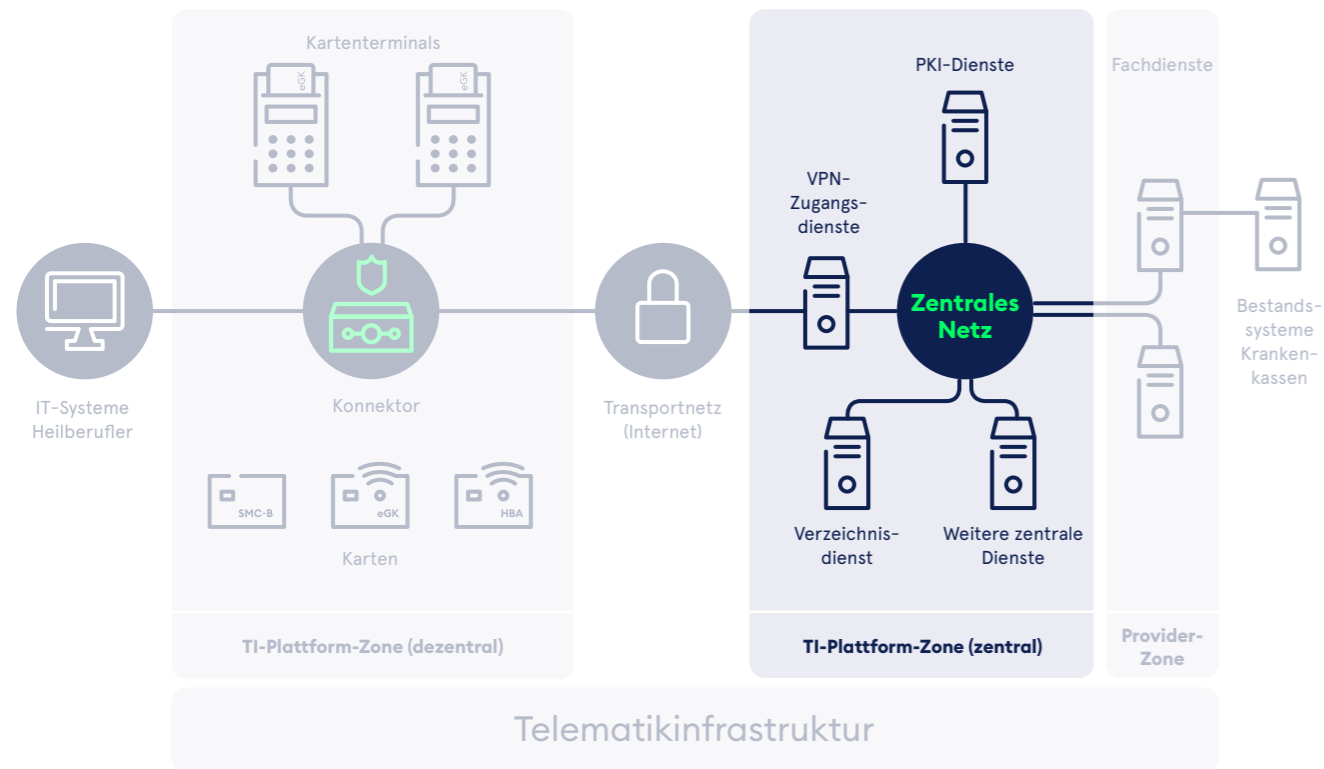 Kartenterminals
eGK
eGK
IT-Systeme
Heilberufler
Konnektor
SMC-B
eGK
HBA
Karten
TI-Plattform-Zone (dezentral)
Transportnetz
(Internet)
PKI-Dienste
VPN-
Zugangs-
dienste
Zentrales
Netz
Verzeichnis-
dienst
Weitere zentrale
Dienste
TI-Plattform-Zone (zentral)
Fachdienste
Provider-
Zone
Bestands-
systeme
Kranken-
kassen
Telematikinfrastruktur